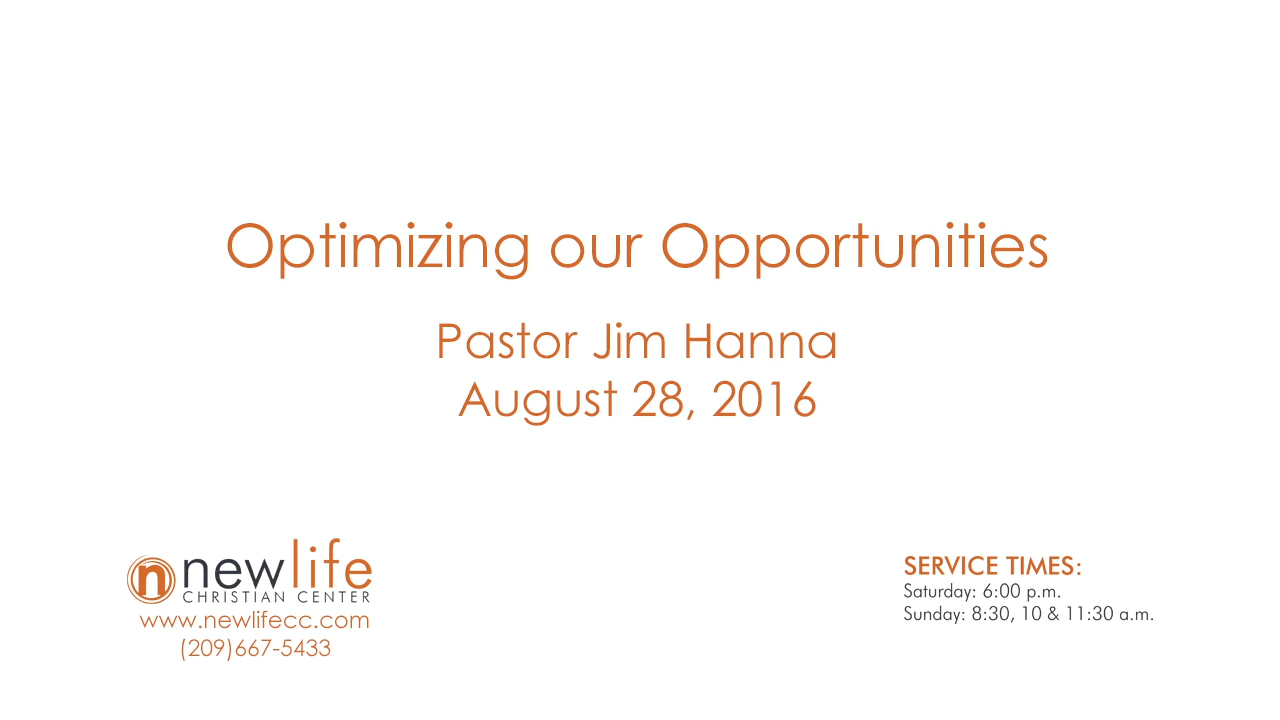 Optimizing our Opportunities
Pastor Jim Hanna
August 28, 2016
n newlife
CHRISTIAN CENTER
www.newlifecc.com
(209)667-5433
SERVICE TIMES:
Saturday: 6:00 p.m.
Sunday: 8:30, 10 & 11:30 a.m.